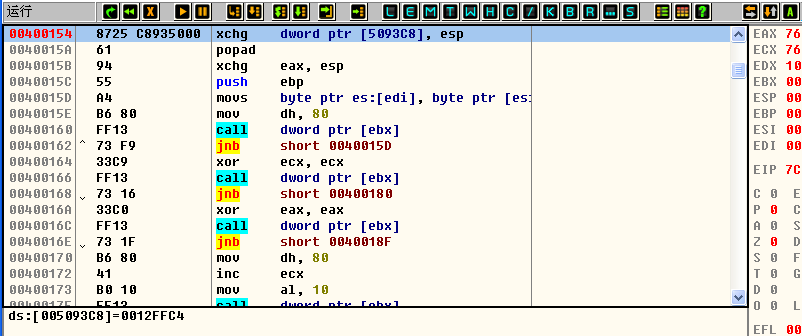 运行
L E M T W H C / K B R ... S
A
00400154 8725 C8935000 xchg dword ptr [5093C8], esp
0040015A 61 popad
0040015B 94 xchg eax, esp
0040015C 55 push ebp
0040015D A4 movs byte ptr es:[edi], byte ptr [es:
0040015E B6 80 mov dh, 80
00400160 FF13 call dword ptr [ebx]
00400162 ^ 73 F9 jnb short 0040015D
00400164 33C9 xor ecx, ecx
00400166 FF13 call dword ptr [ebx]
00400168 73 16 jnb short 00400180
0040016A 33C0 xor eax, eax
0040016C FF13 call dword ptr [ebx]
0040016E 73 1F jnb short 0040018F
00400170 B6 80 mov dh, 80
00400172 41 inc ecx
00400173 B0 10 mov al, 10
FF13 call dword ptr [ebx]
ds:[005093C8]=0012FFC4
EAX 76
ECX 76
EDX 10
EBX 00
ESP 00
EBP 00
ESI 00
EDI 00
EIP 7C
C 0 E
P 0 C
A 0 S
Z 0 D
S 0 F
T 0 G
D 0
O 0 L
EFL 00